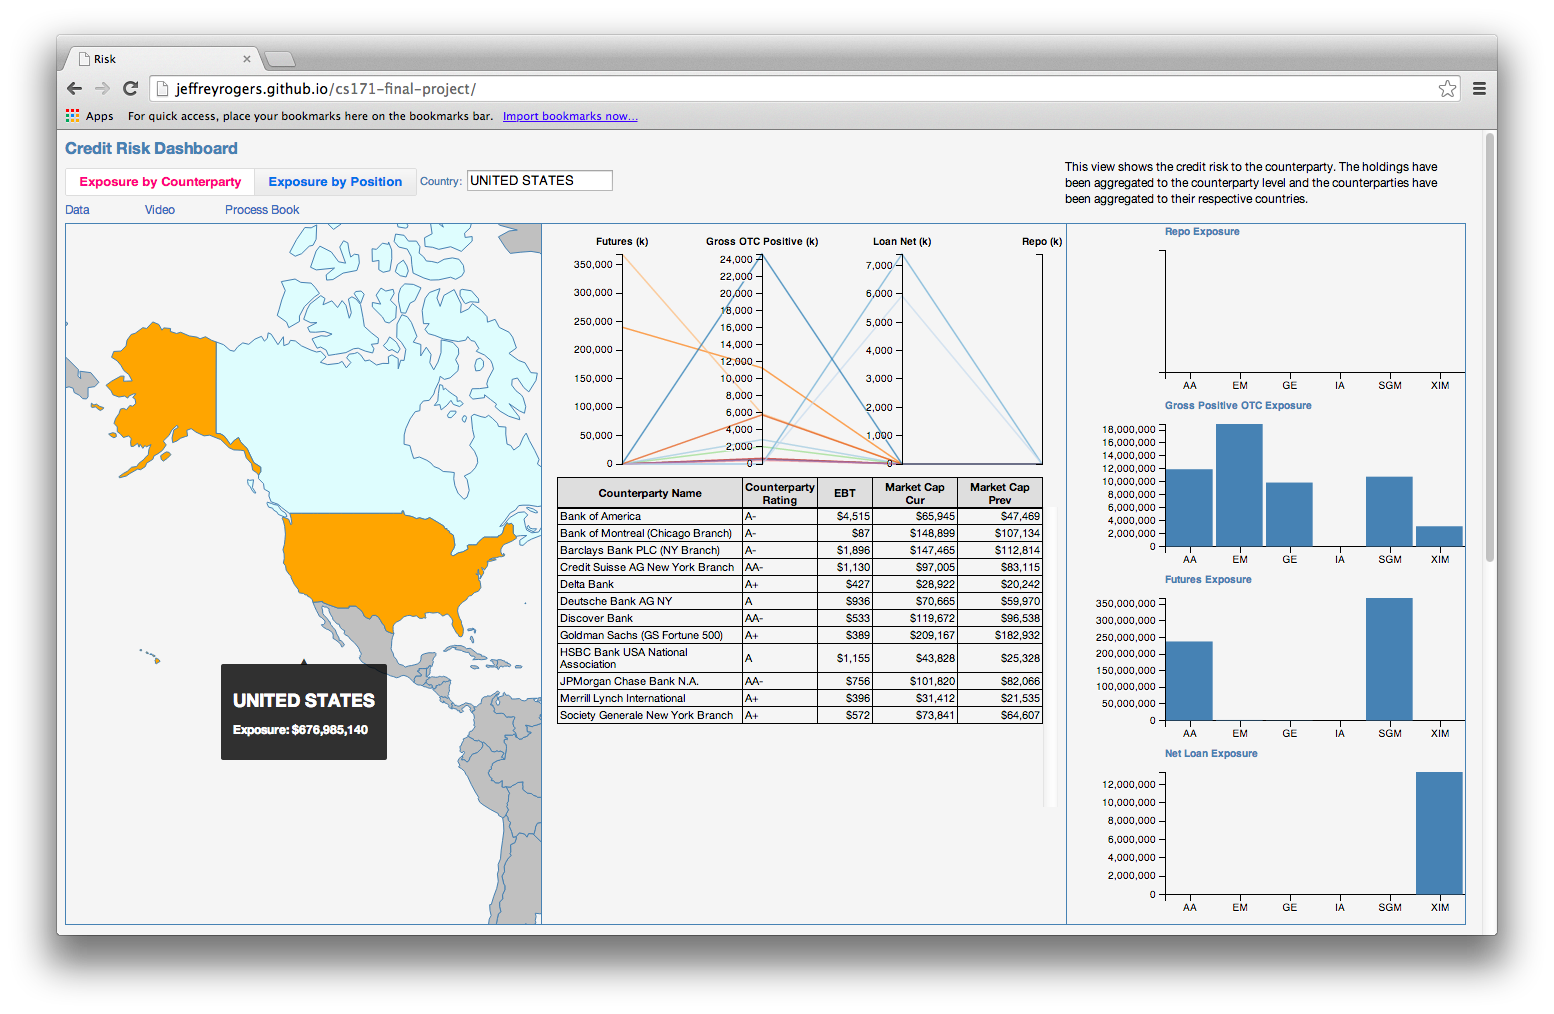 Risk
jeffreyrogers.github.io/cs171-final-project/
Apps For quick access, place your bookmarks here on the bookmarks bar. Import bookmarks now...
Credit Risk Dashboard
Exposure by Counterparty Exposure by Position Country: UNITED STATES
Data Video Process Book
This view shows the credit risk to the counterparty. The holdings have
been aggregated to the counterparty level and the counterparties have
been aggregated to their respective countries.
UNITED STATES
Exposure: $676,985,140
Futures (k) Gross OTC Positive (k) Loan Net (k) Repo (k)
350,000
300,000
250,000
200,000
150,000
100,000
50,000
0
24,000
22,000
20,000
18,000
16,000
14,000
12,000
10,000
8,000
6,000
4,000
2,000
0
7,000
6,000
5,000
4,000
3,000
2,000
1,000
0
Counterparty Name Counterparty Rating EBT Market Cap Cur Market Cap Prev
Bank of America A- $4,515 $65,945 $47,469
Bank of Montreal (Chicago Branch) A- $87 $148,899 $107,134
Barclays Bank PLC (NY Branch) A- $1,896 $147,465 $112,814
Credit Suisse AG New York Branch AA- $1,130 $97,005 $83,115
Delta Bank A+ $427 $28,922 $20,242
Deutsche Bank AG NY A $936 $70,665 $59,970
Discover Bank AA- $533 $119,672 $96,538
Goldman Sachs (GS Fortune 500) A+ $389 $209,167 $182,932
HSBC Bank USA National Association A $1,155 $43,828 $25,328
JPMorgan Chase Bank N.A. AA- $756 $101,820 $82,066
Merrill Lynch International A+ $396 $31,412 $21,535
Society Generale New York Branch A+ $572 $73,841 $64,607
Repo Exposure
AA EM GE IA SGM XIM
Gross Positive OTC Exposure
18,000,000
16,000,000
14,000,000
12,000,000
10,000,000
8,000,000
6,000,000
4,000,000
2,000,000
0
AA EM GE IA SGM XIM
Futures Exposure
350,000,000
300,000,000
250,000,000
200,000,000
150,000,000
100,000,000
50,000,000
0
AA EM GE IA SGM XIM
Net Loan Exposure
12,000,000
10,000,000
8,000,000
6,000,000
4,000,000
2,000,000
0
AA EM GE IA SGM XIM